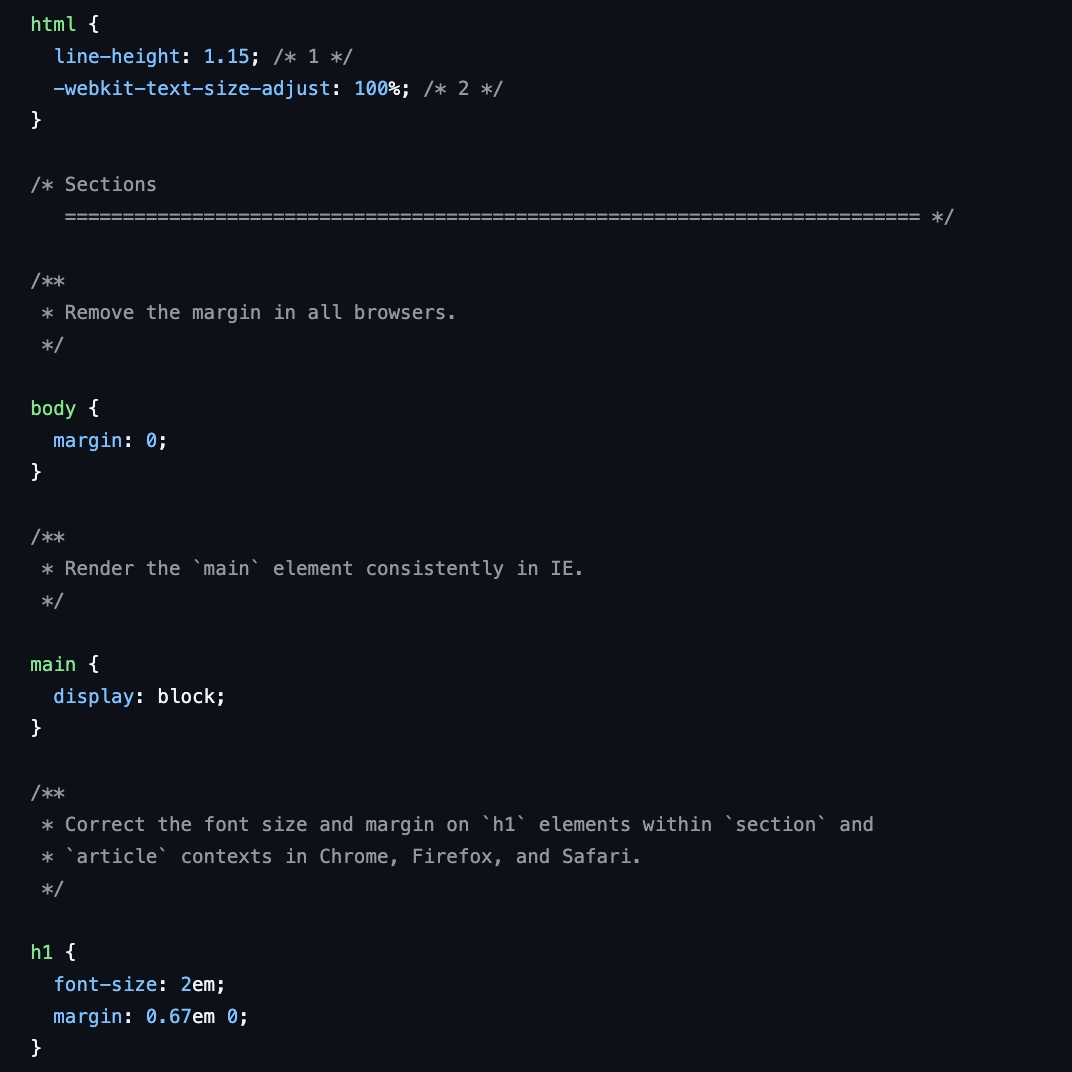 html {
  line-height: 1.15; /* 1 */
  -webkit-text-size-adjust: 100%; /* 2 */
}

/* Sections
   ========================================================================== */

/**
 * Remove the margin in all browsers.
 */

body {
  margin: 0;
}

/**
 * Render the `main` element consistently in IE.
 */

main {
  display: block;
}

/**
 * Correct the font size and margin on `h1` elements within `section` and
 * `article` contexts in Chrome, Firefox, and Safari.
 */

h1 {
  font-size: 2em;
  margin: 0.67em 0;
}